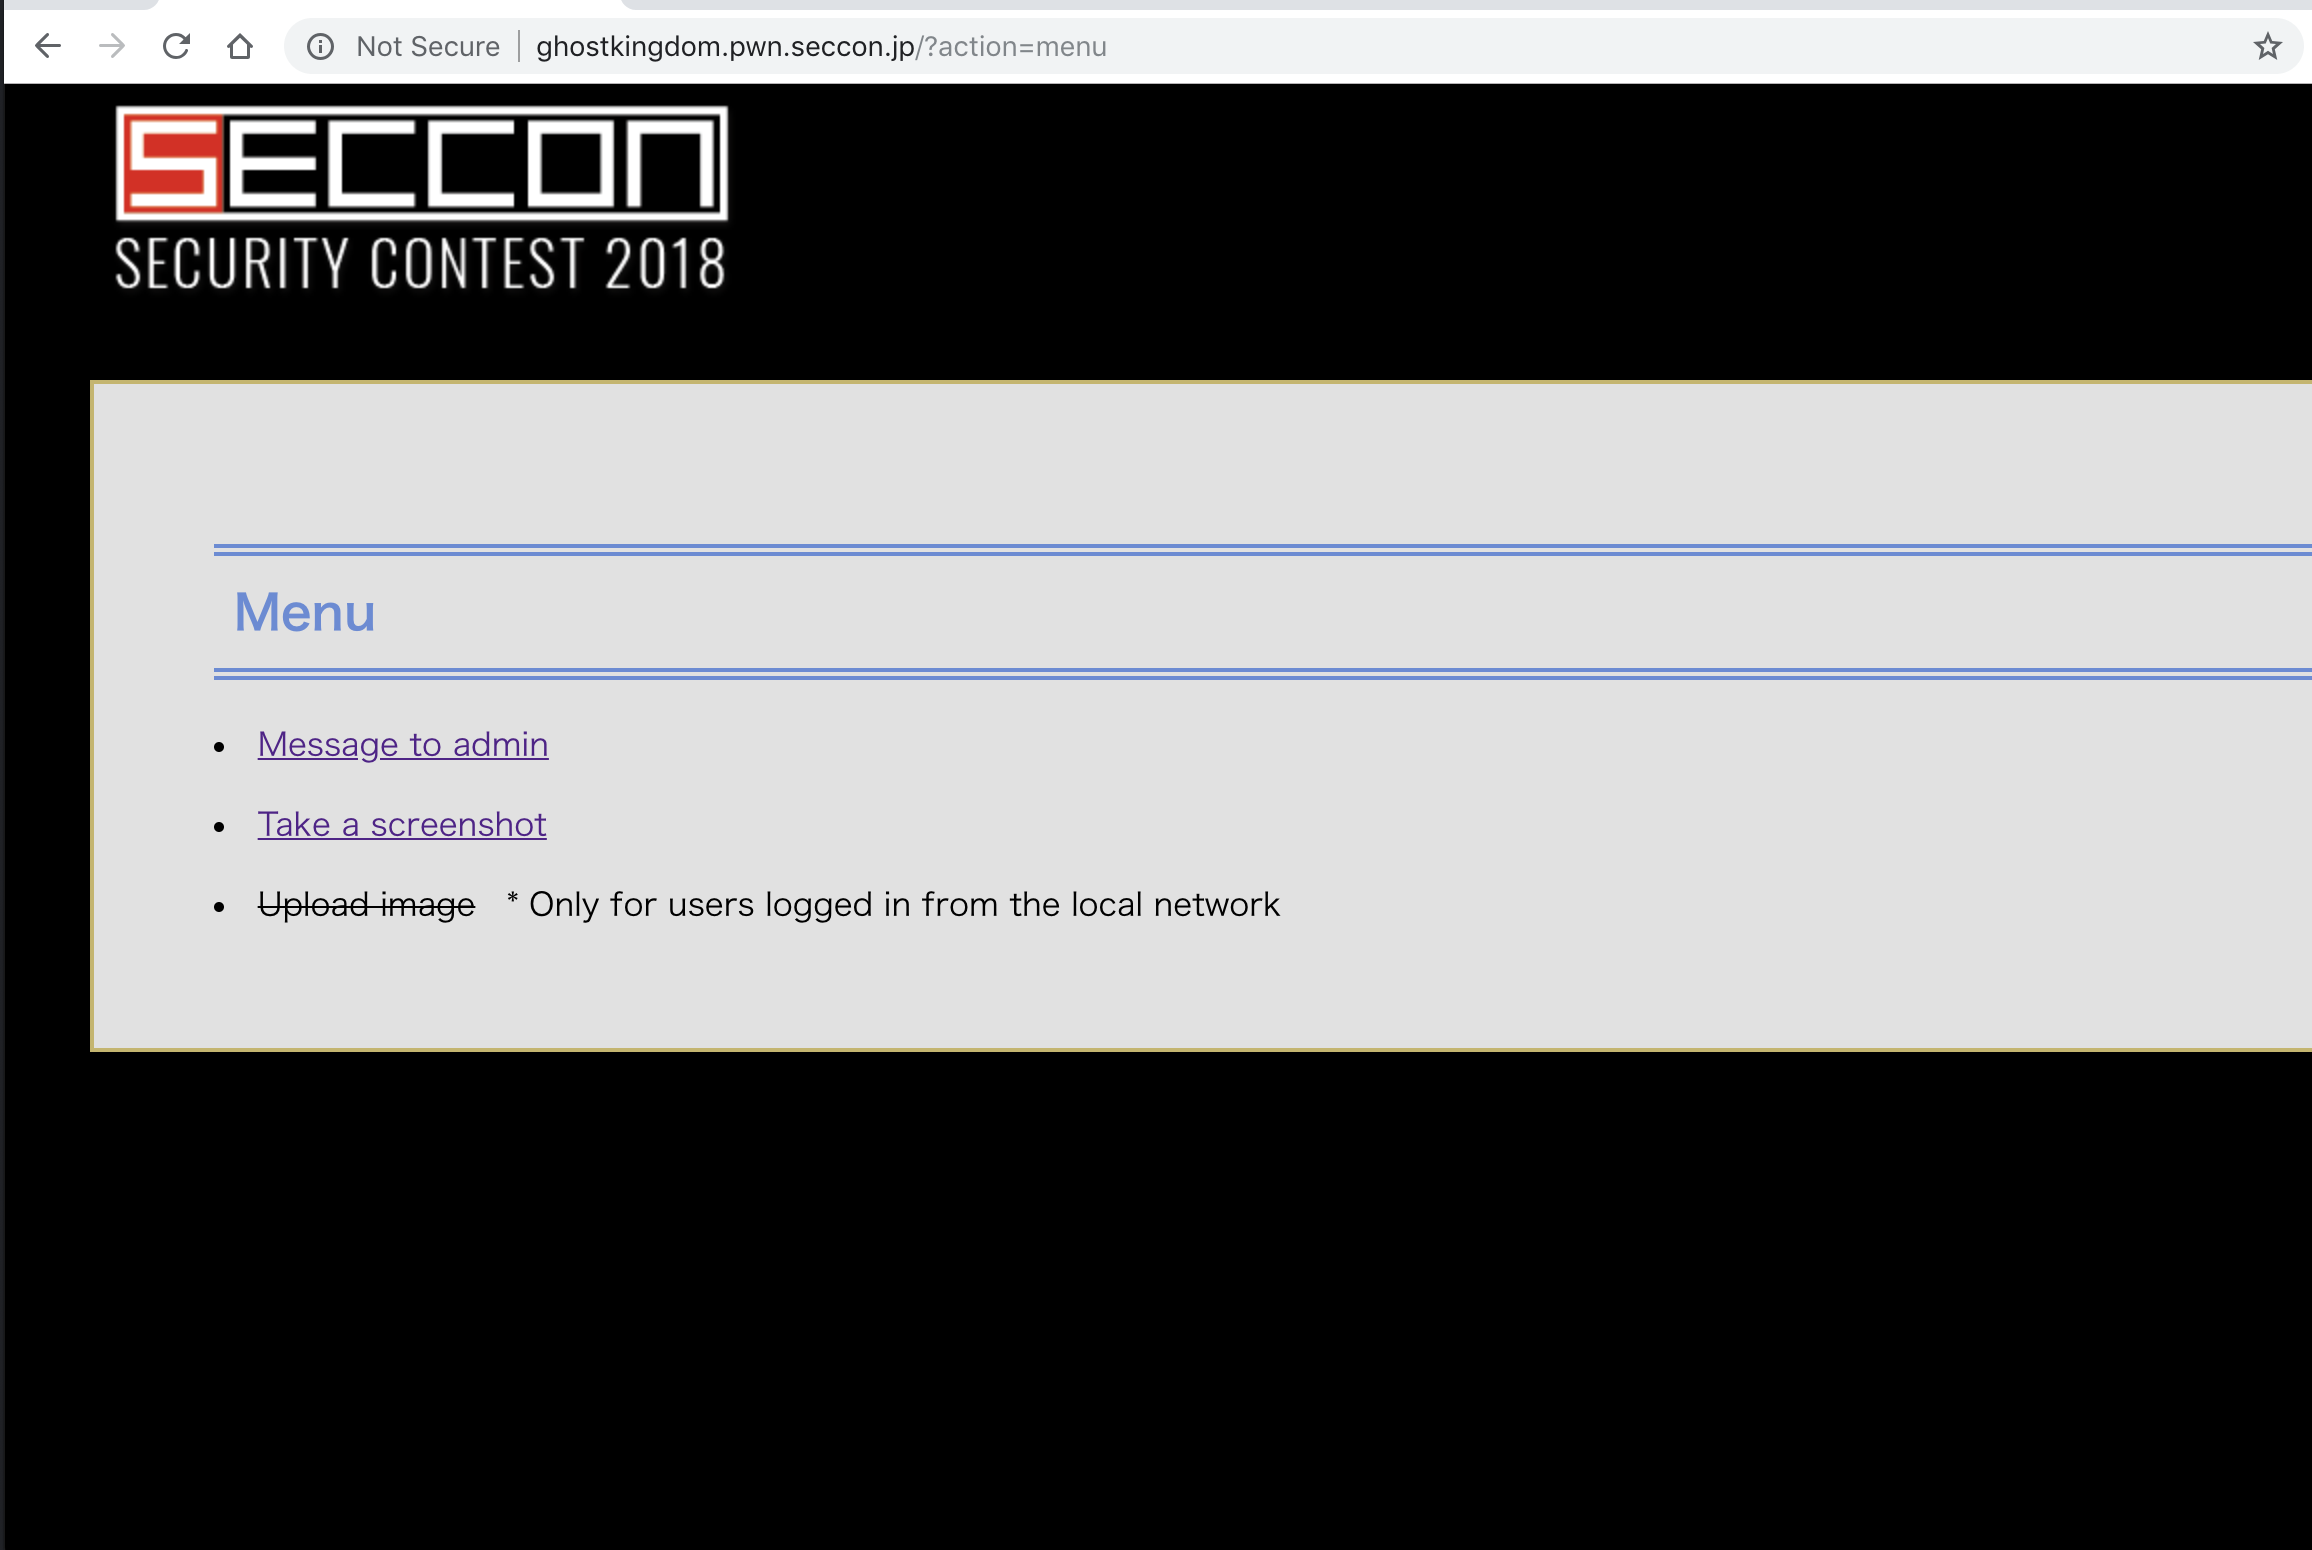 Not Secure ghostkingdom.pwn.seccon.jp/?action=menu
SECCON
SECURITY CONTEST 2018
Menu
Message to admin
Take a screenshot
Upload image * Only for users logged in from the local network